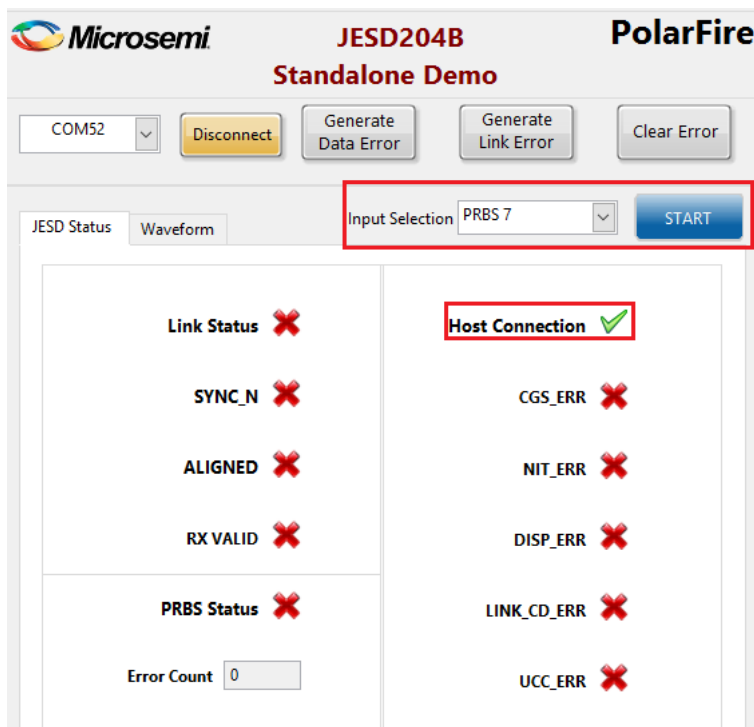 Microsemi.
JESD204B
PolarFire
Standalone Demo
COM52
Disconnect
Generate
Data Error
Generate
Link Error
Clear Error
JESD Status
Waveform
Input Selection
PRBS 7
START
Link Status
SYNC_N
ALIGNED
RX VALID
PRBS Status
Error Count
0
Host Connection
CGS_ERR
NIT_ERR
DISP_ERR
LINK_CD_ERR
UCC_ERR